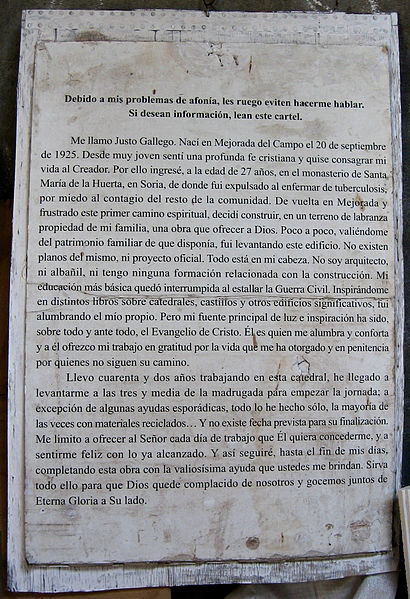 Debido a mis problemas de afonía, les ruego eviten hacerme hablar.
Si desean información, lean este cartel.
Me llamo Justo Gallego. Nací en Mejorada del Campo el 20 de septiembre
de 1925. Desde muy joven sentí una profunda fe cristiana y quise consagrar mi
vida al Creador. Por ello ingresé, a la edad de 27 años, en el monasterio de Santa
María de la Huerta, en Soria, de donde fui expulsado al enfermar de tuberculosis,
por miedo al contagio del resto de la comunidad. De vuelta en Mejorada y
frustrado este primer camino espiritual, decidí construir, en un terreno de labranza
propiedad de mi familia, una obra que ofrecer a Dios. Poco a poco, valiéndome
del patrimonio familiar de que disponía, fui levantando este edificio. No existen
planos del mismo, ni proyecto oficial. Todo está en mi cabeza. No soy arquitecto,
ni albañil, ni tengo ninguna formación relacionada con la construcción. Mi
educación más básica quedó interrumpida al estallar la Guerra Civil. Inspirándome
en distintos libros sobre catedrales, castillos y otros edificios significativos, fui
alumbrando el mío propio. Pero mi fuente principal de luz e inspiración ha sido,
sobre todo y ante todo, el Evangelio de Cristo. Él es quien me alumbra y conforta
y a él ofrezco mi trabajo en gratitud por la vida que me ha otorgado y en penitencia
por quienes no siguen su camino.
Llevo cuarenta y dos años trabajando en esta catedral, he llegado a
levantarme a las tres y media de la madrugada para empezar la jornada; a
excepción de algunas ayudas esporádicas, todo lo he hecho sólo, la mayoría de
las veces con materiales reciclados... Y no existe fecha prevista para su finalización.
Me limito a ofrecer al Señor cada día de trabajo que Él quiera concederme, y a
sentirme feliz con lo ya alcanzado. Y así seguiré, hasta el fin de mis días,
completando esta obra con la valiosísima ayuda que ustedes me brindan. Sirva
todo ello para que Dios quede complacido de nosotros y gocemos juntos de
Eterna Gloria a Su lado.